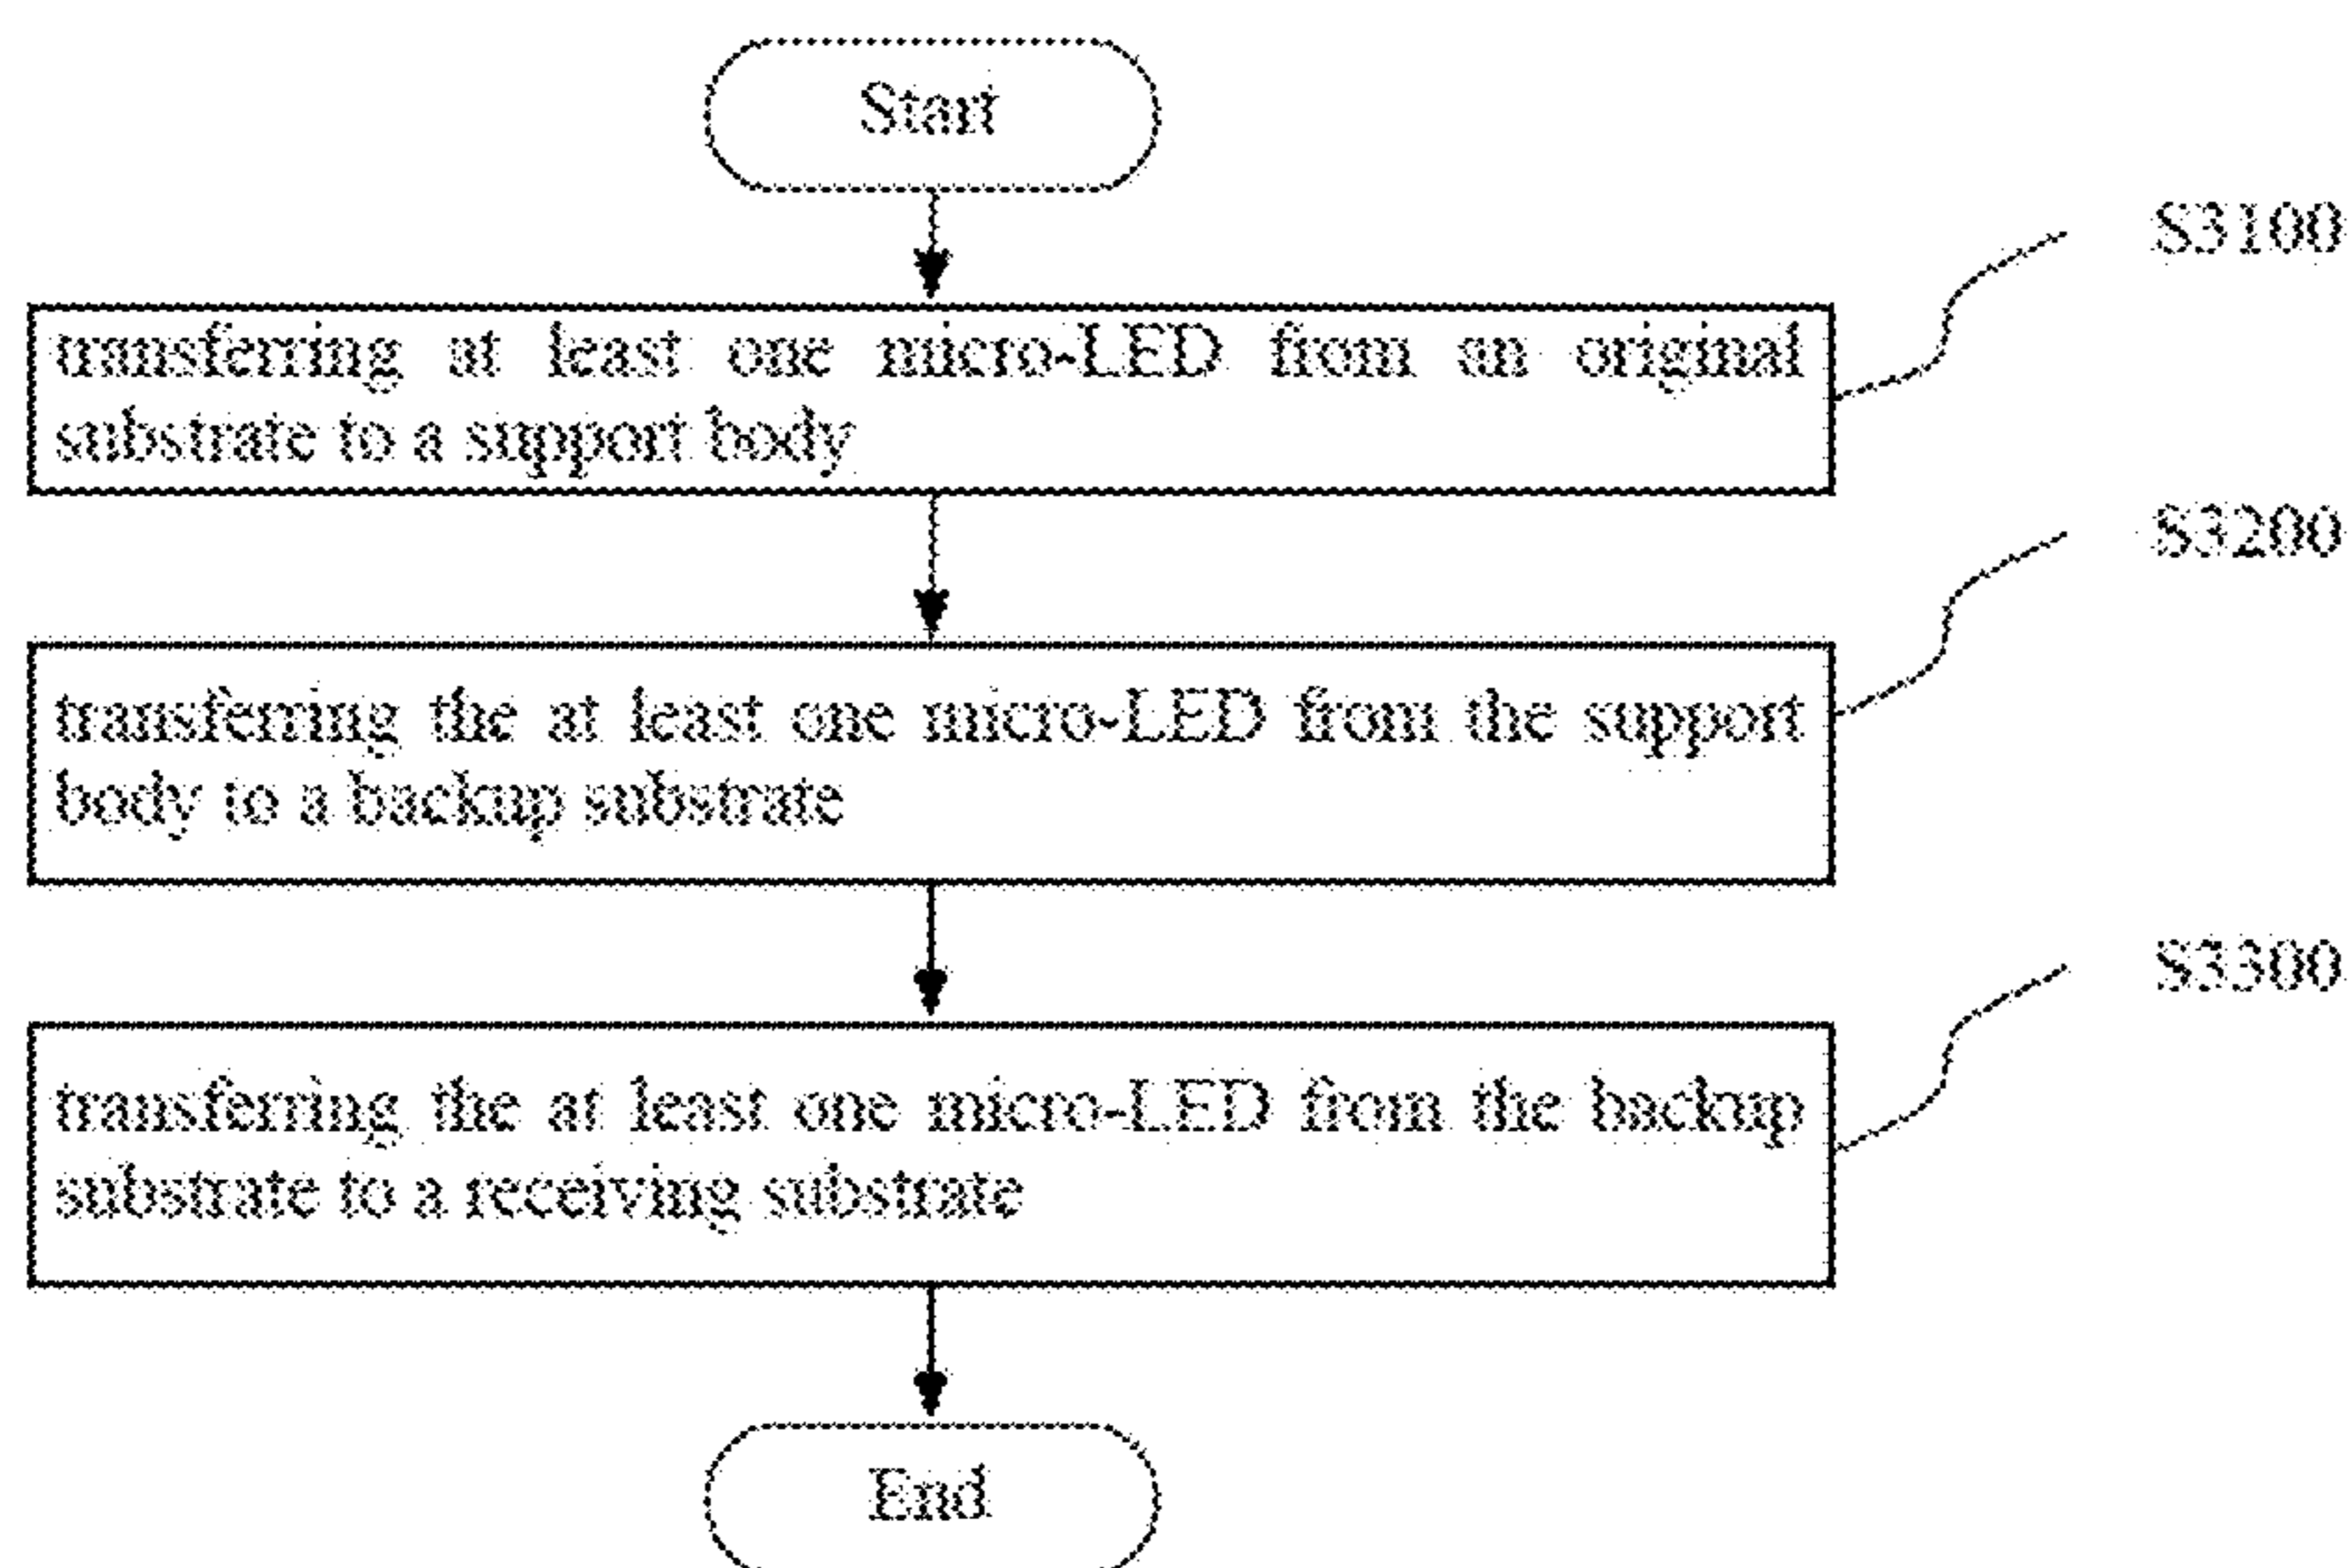 Start
S3100
transferring at least one micro-LED from an original
substrate to a support body
S3200
transferring the at least one micro-LED from the support
body to a backup substrate
S3300
transferring the at least one micro-LED from the backup
substrate to a receiving substrate
End